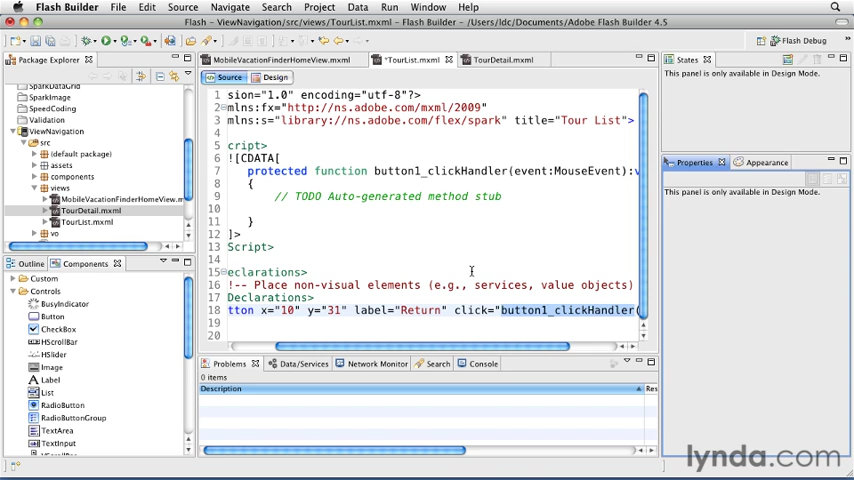 Flash Builder File Edit Source Navigate Search Project Data Run Window Help
Flash - ViewNavigation/src/views/TourList.mxml - Flash Builder - /Users/ldc/Documents/Adobe Flash Builder 4.5
Flash Debug
Package Explorer
SparkDataGrid
SparkImage
SpeedCoding
Validation
ViewNavigation
src
(default package)
assets
components
views
MobileVacationFinderHomeView.m
TourDetail.mxml
TourList.mxml
vo
Outline Components
Custom
Controls
BusyIndicator
Button
CheckBox
HScrollBar
HSlider
Image
Label
List
RadioButton
RadioButtonGroup
TextArea
TextInput
VScrollBar
MobileVacationFinderHomeView.mxml *TourList.mxml TourDetail.mxml
Source Design
1 sion="1.0" encoding="utf-8"?>
2 mlns:fx="http://ns.adobe.com/mxml/2009"
3 mlns:s="library://ns.adobe.com/flex/spark" title="Tour List">
4
5 cript>
6 ![CDATA[
7 protected function button1_clickHandler(event:MouseEvent):v
8 {
9 // TODO Auto-generated method stub
10
11 }
12 ]>
13 Script>
14
15 eclarations>
16 !-- Place non-visual elements (e.g., services, value objects)
17 Declarations>
18 tton x="10" y="31" label="Return" click="button1_clickHandler(
19
20
Problems Data/Services Network Monitor Search Console
0 items
Description Res
States
This panel is only available in Design Mode.
Properties Appearance
This panel is only available in Design Mode.
lynda.com